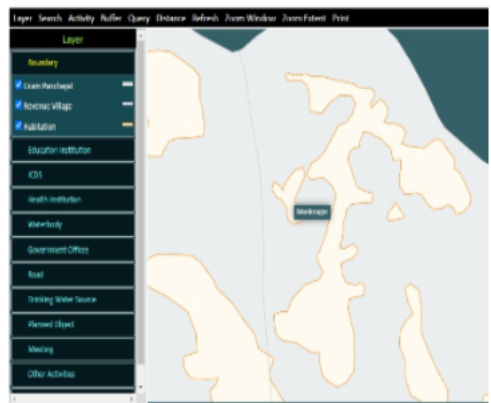 Layer Search Activity Buffer Query Distance Refresh Zoom Window Zoom Extent Print
Layer
Boundary
Gram Panchayat
Revenue Village
Habitation
Education Institution
ICDS
Health Institution
Waterbody
Government Offices
Road
Drinking Water Source
Planned Object
Meeting
Other Activities